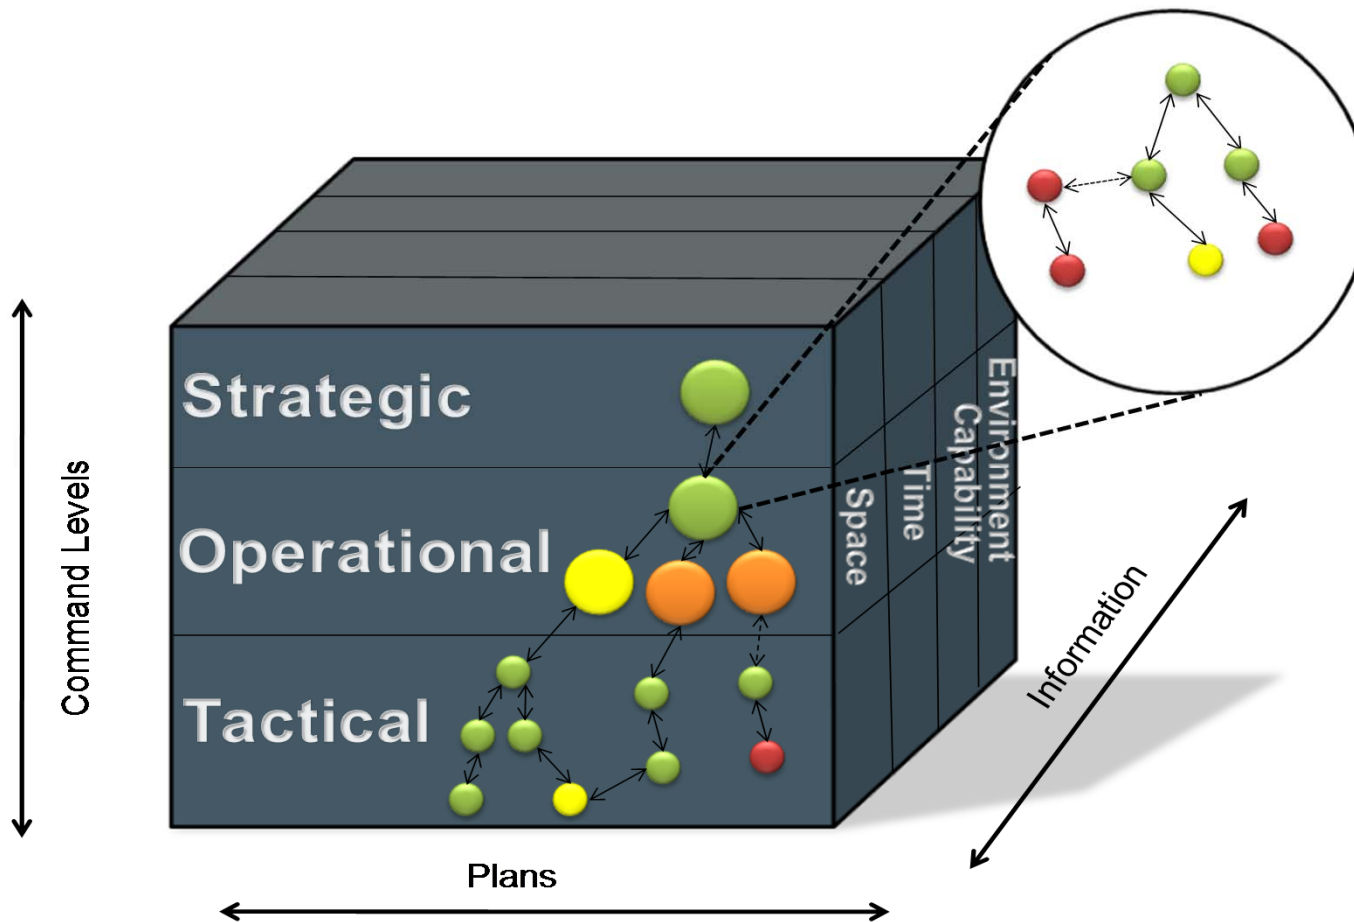 Strategic
Operational
Tactical
Space
Time
Capability
Environment
Command Levels
Plans
Information